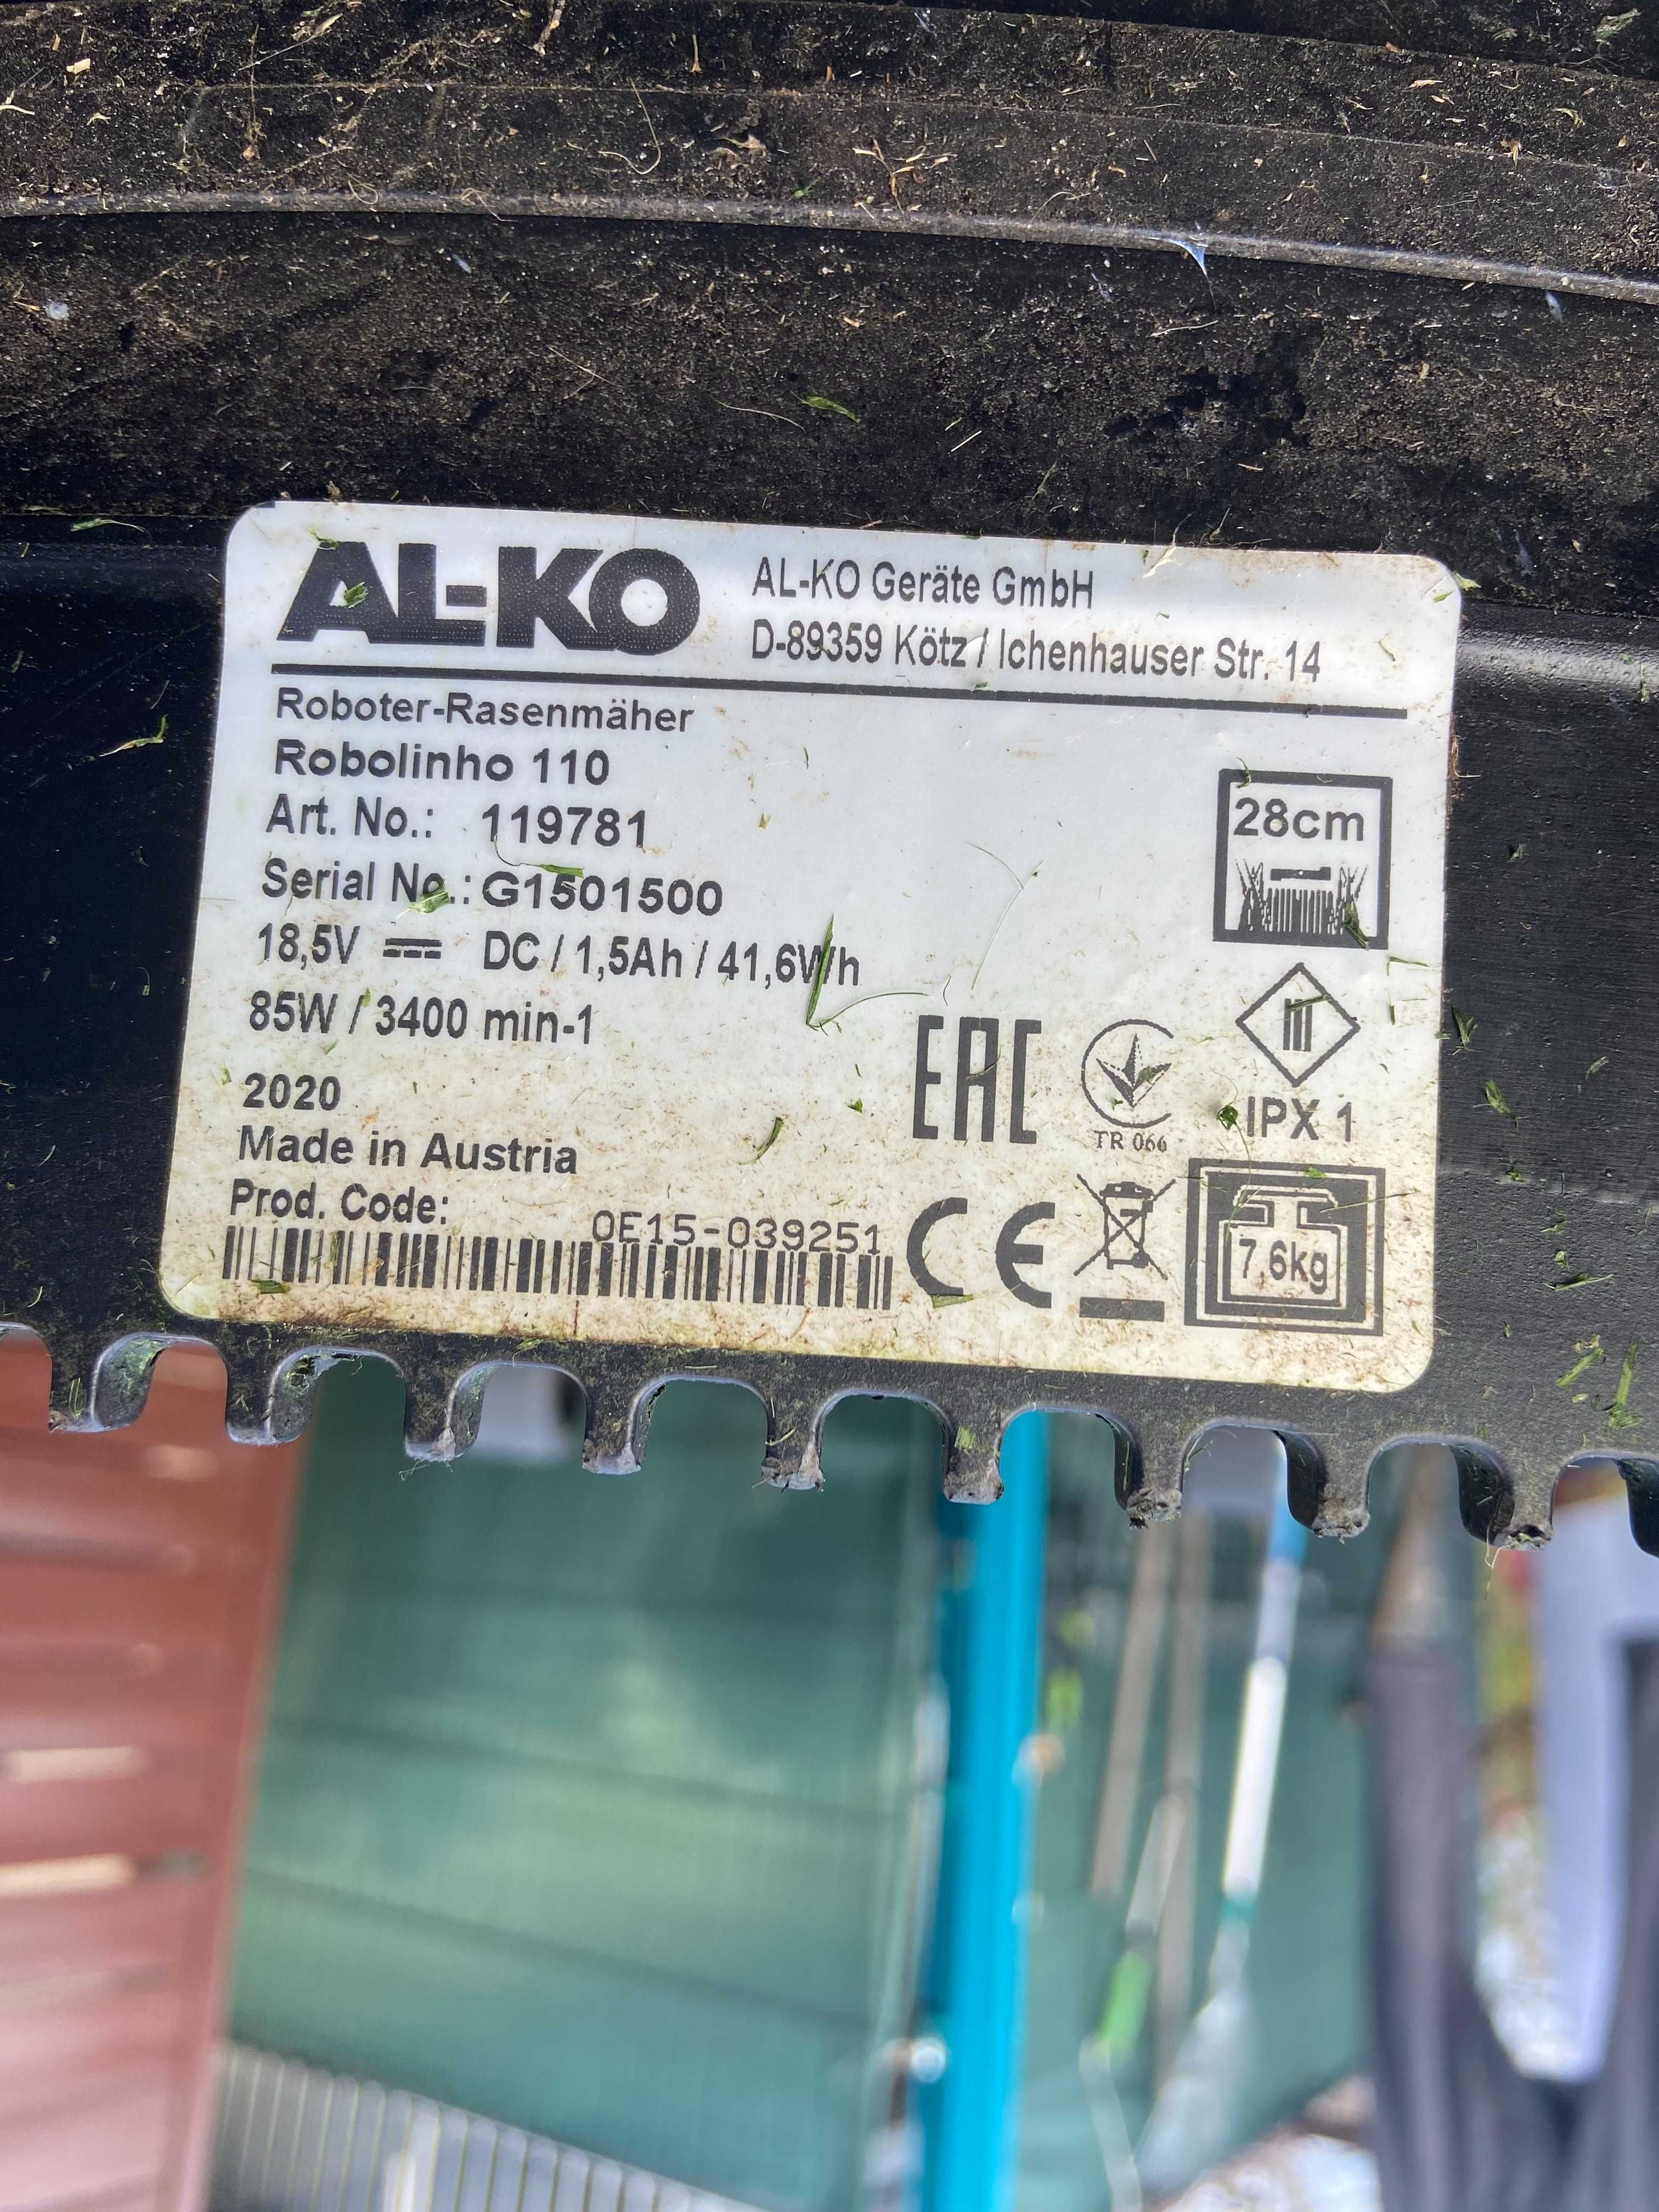 AL-KO
AL-KO Geräte GmbH
D-89359 Kötz / Ichenhauser Str. 14
Roboter-Rasenmäher
Robolinho 110
Art. No.: 119781
Serial No.: G1501500
18,5V DC / 1,5Ah / 41,6Wh
85W / 3400 min-1
2020
Made in Austria
Prod. Code:
0E15-039251
28cm
III
EAC
TR 066
IPX 1
CE
7,6kg